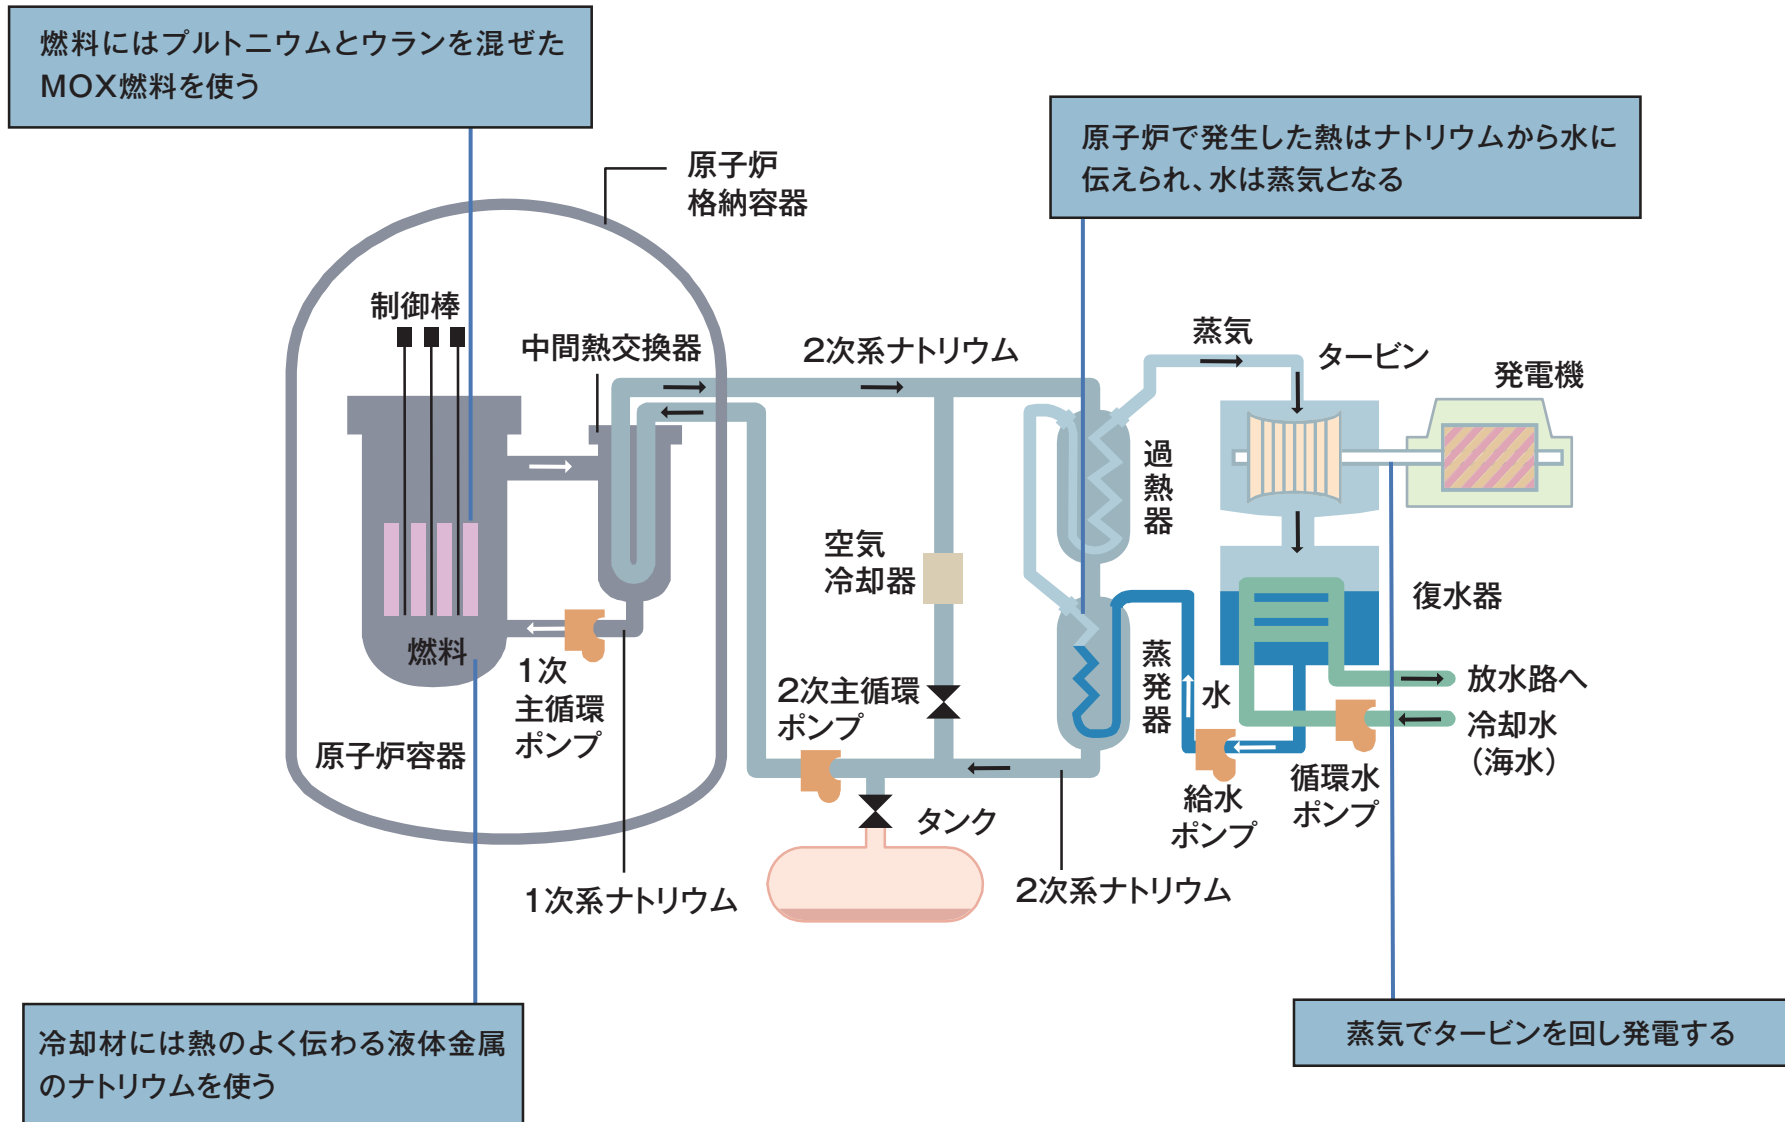 燃料にはプルトニウムとウランを混ぜた
MOX燃料を使う
原子炉で発生した熱はナトリウムから水に
伝えられ、水は蒸気となる
原子炉
格納容器
制御棒
中間熱交換器
2次系ナトリウム
蒸気
タービン
発電機
過熱器
空気
冷却器
復水器
燃料
1次
主循環
ポンプ
2次主循環
ポンプ
蒸発器
水
放水路へ
冷却水
（海水）
原子炉容器
循環水
ポンプ
給水
ポンプ
タンク
1次系ナトリウム
2次系ナトリウム
冷却材には熱のよく伝わる液体金属
のナトリウムを使う
蒸気でタービンを回し発電する